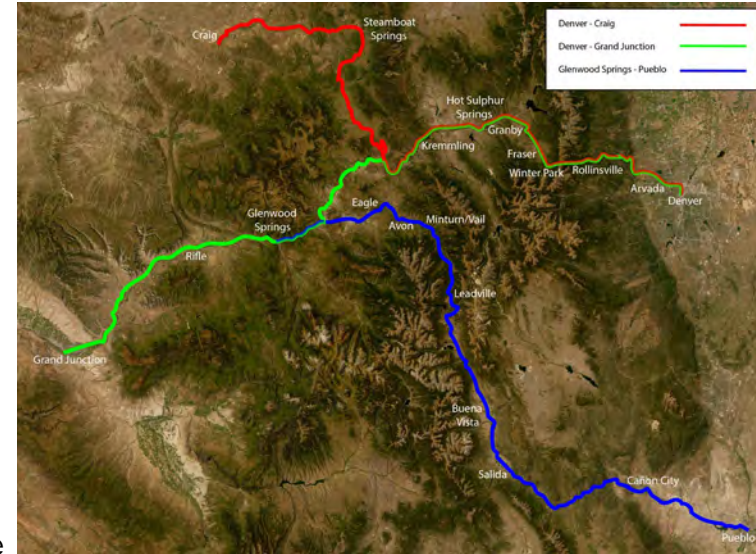 Denver - Craig
Denver - Grand Junction
Glenwood Springs - Pueblo
Craig
Steamboat
Springs
Hot Sulphur
Springs
Granby
Kremmling
Fraser
Winter Park
Rollinsville
Arvada
Denver
Glenwood
Springs
Eagle
Avon
Minturn/Vail
Rifle
Leadville
Grand Junction
Buena
Vista
Salida
Cañon City
Pueblo
e